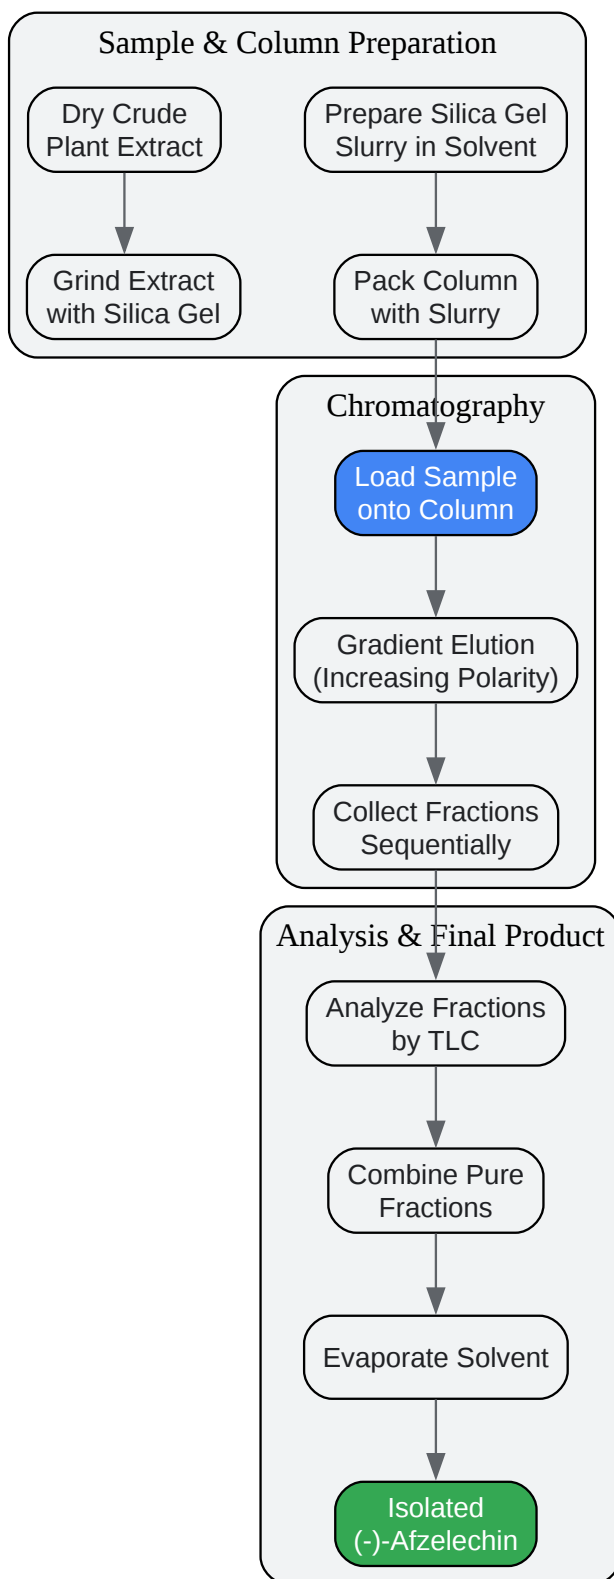 Sample & Column Preparation
Dry Crude
Plant Extract
Prepare Silica Gel
Slurry in Solvent
Grind Extract
with Silica Gel
Pack Column
with Slurry
Chromatography
Load Sample
onto Column
Gradient Elution
(Increasing Polarity)
Collect Fractions
Sequentially
Analysis & Final Product
Analyze Fractions
by TLC
Combine Pure
Fractions
Evaporate Solvent
Isolated
(-)-Afzelechin